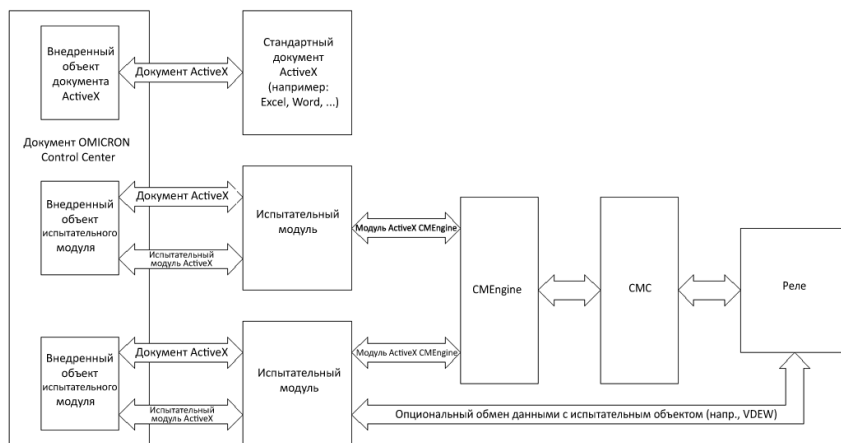 Внедренный
объект
документа
ActiveX
Документ ActiveX
Стандартный
документ
ActiveX
(например:
Excel, Word, ...)
Документ OMICRON
Control Center
Внедренный
объект
испытательного
модуля
Документ ActiveX
Испытательный
модуль ActiveX
Испытательный
модуль
Модуль ActiveX CMEngine
CMEngine
CMC
Реле
Внедренный
объект
испытательного
модуля
Документ ActiveX
Испытательный
модуль ActiveX
Испытательный
модуль
Модуль ActiveX CMEngine
Опциональный обмен данными с испытательным объектом (напр., VDEW)